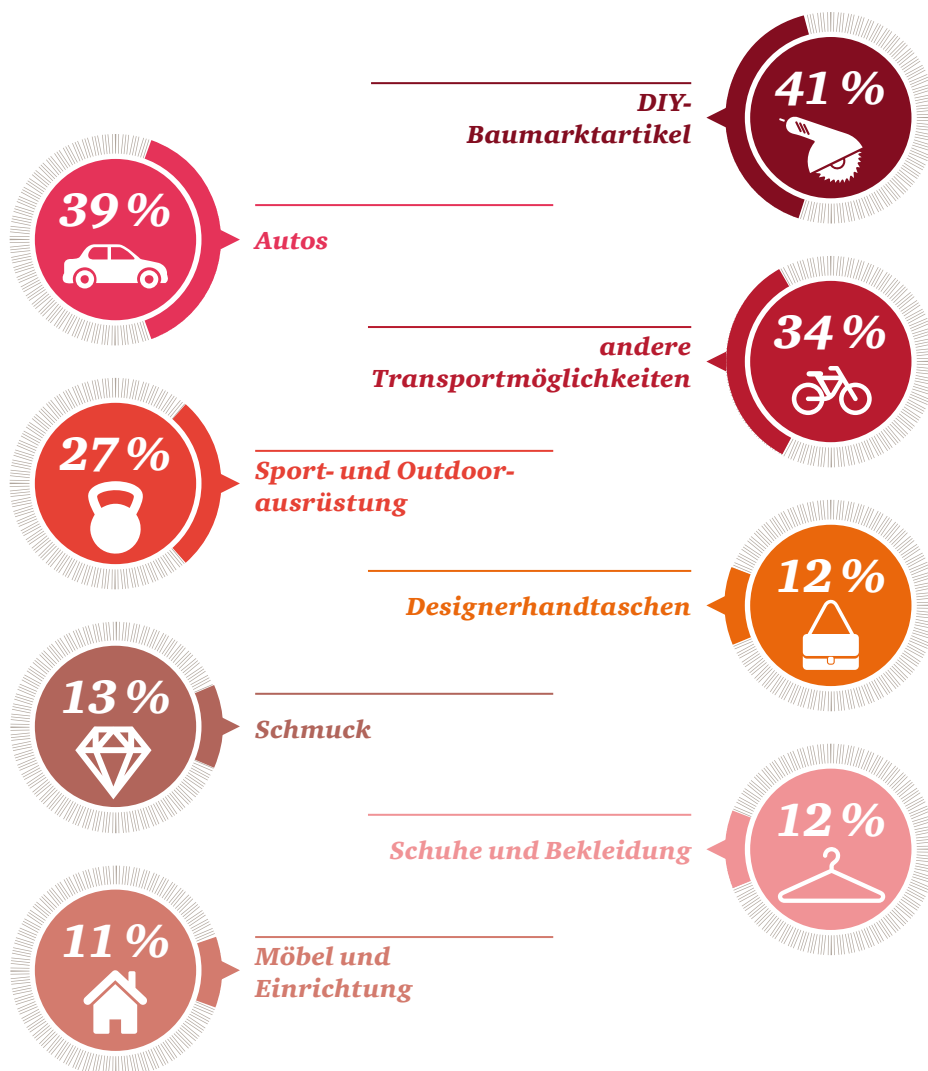 41 %
DIY-
Baumarktartikel
39 %
Autos
34 %
andere
Transportmöglichkeiten
27 %
Sport- und Outdoor-
ausrüstung
12 %
Designerhandtaschen
13 %
Schmuck
12 %
Schuhe und Bekleidung
11 %
Möbel und
Einrichtung